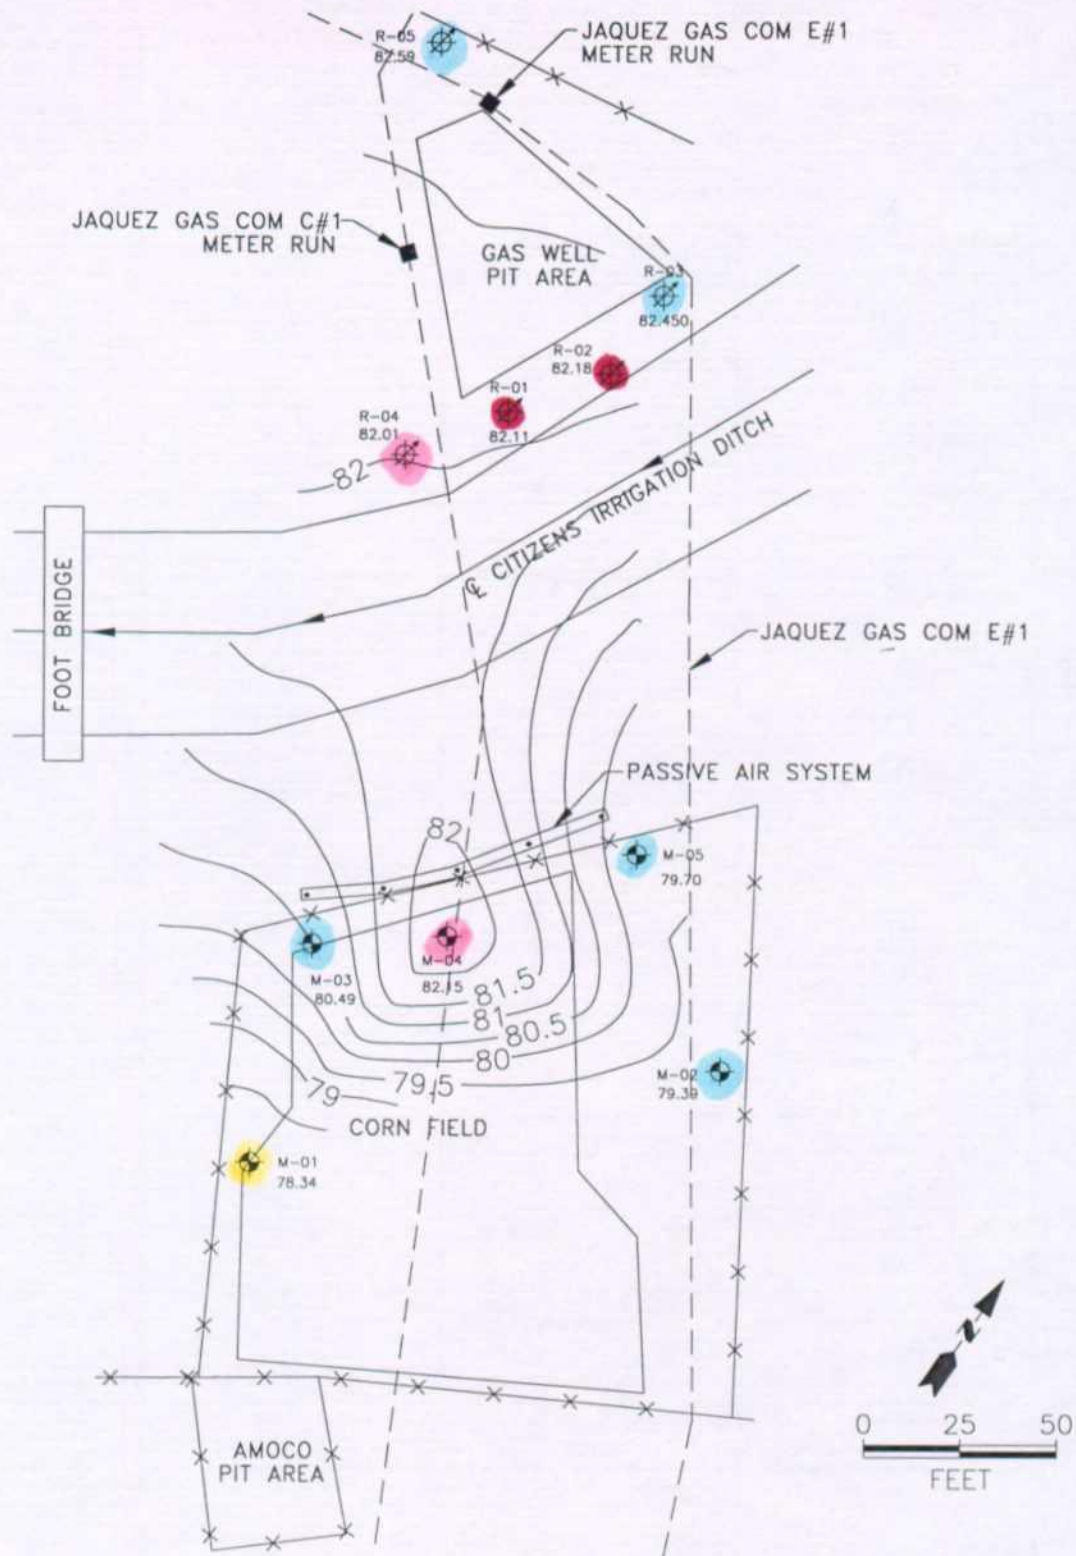 R-05
82.59
JAQUEZ GAS COM E#1
METER RUN
JAQUEZ GAS COM C#1
METER RUN
GAS WELL
PIT AREA
R-03
82.450
R-02
82.18
R-01
82.11
R-04
82.01
82
℄ CITIZENS IRRIGATION DITCH
FOOT BRIDGE
JAQUEZ GAS COM E#1
PASSIVE AIR SYSTEM
82
M-05
79.70
M-03
80.49
M-04
82.15
81.5
81
80.5
80
79.5
79
M-02
79.39
CORN FIELD
M-01
78.34
N
0 25 50
FEET
AMOCO
PIT AREA